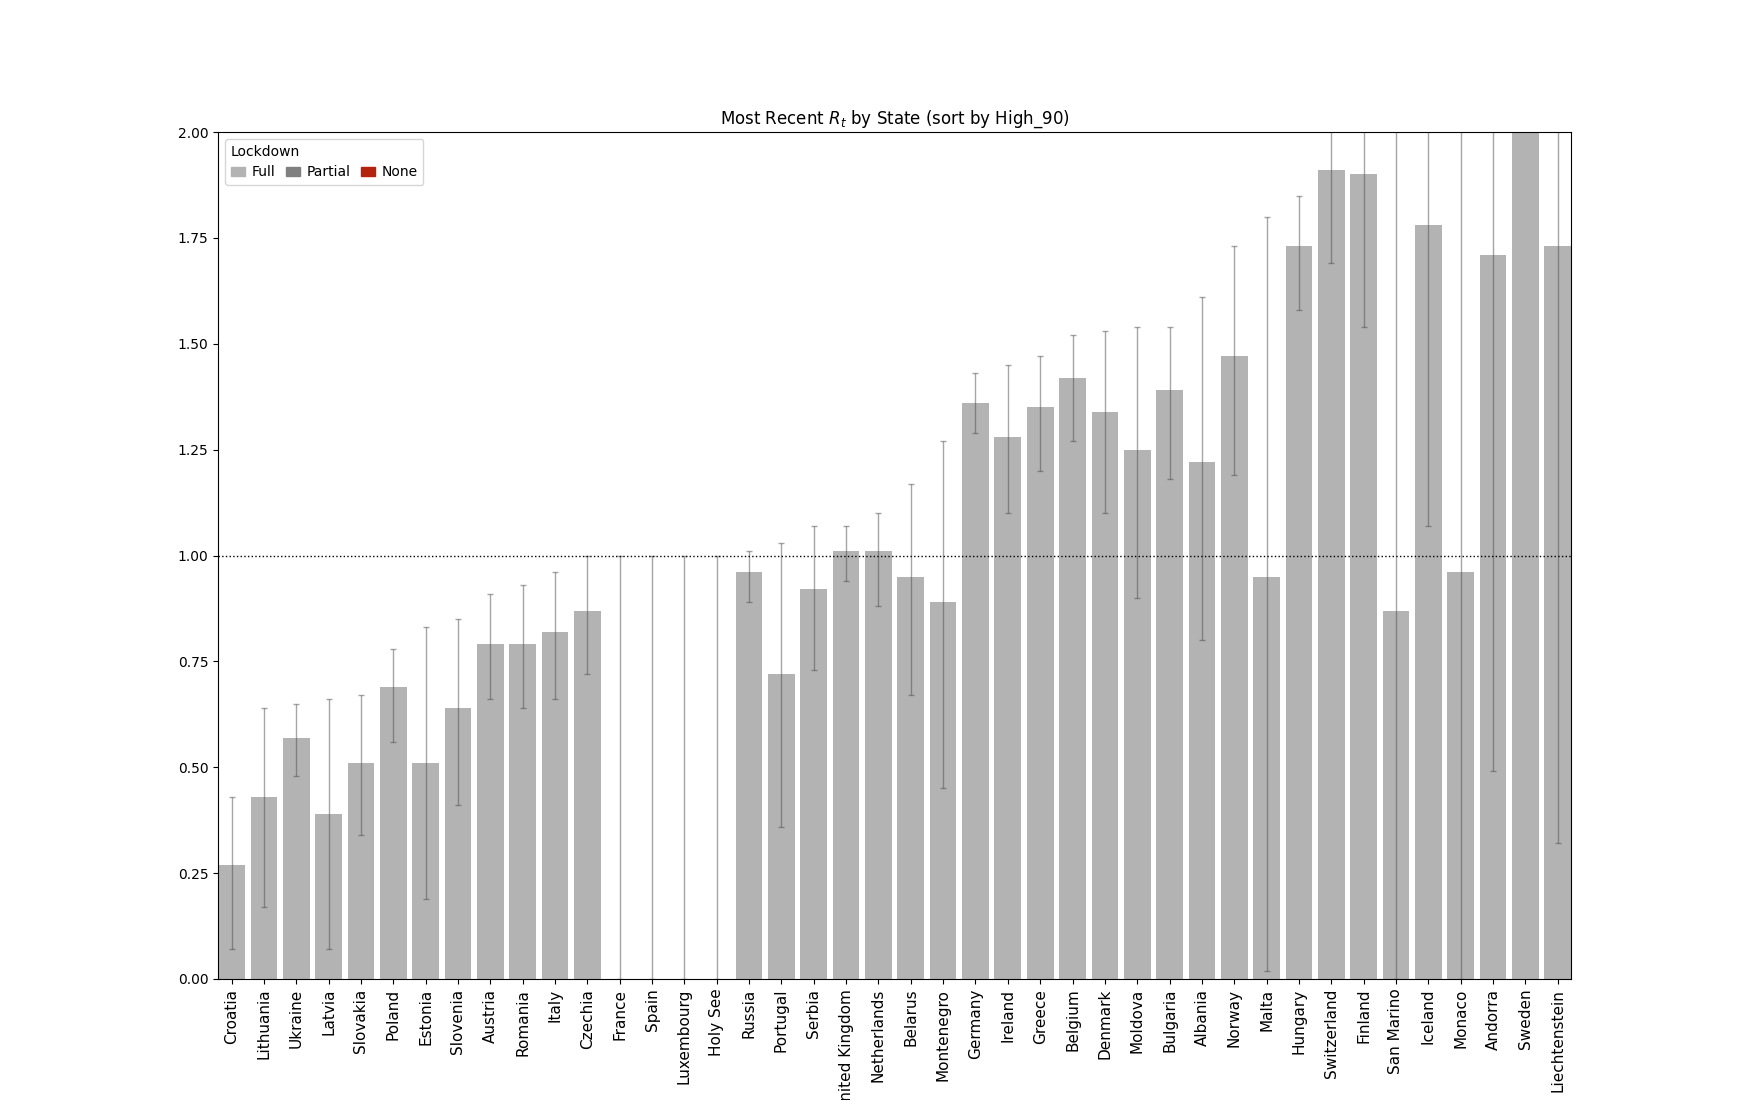 Most Recent R_t by State (sort by High_90)
Lockdown
Full Partial None
2.00
1.75
1.50
1.25
1.00
0.75
0.50
0.25
0.00
Croatia
Lithuania
Ukraine
Latvia
Slovakia
Poland
Estonia
Slovenia
Austria
Romania
Italy
Czechia
France
Spain
Luxembourg
Holy See
Russia
Portugal
Serbia
nited Kingdom
Netherlands
Belarus
Montenegro
Germany
Ireland
Greece
Belgium
Denmark
Moldova
Bulgaria
Albania
Norway
Malta
Hungary
Switzerland
Finland
San Marino
Iceland
Monaco
Andorra
Sweden
Liechtenstein